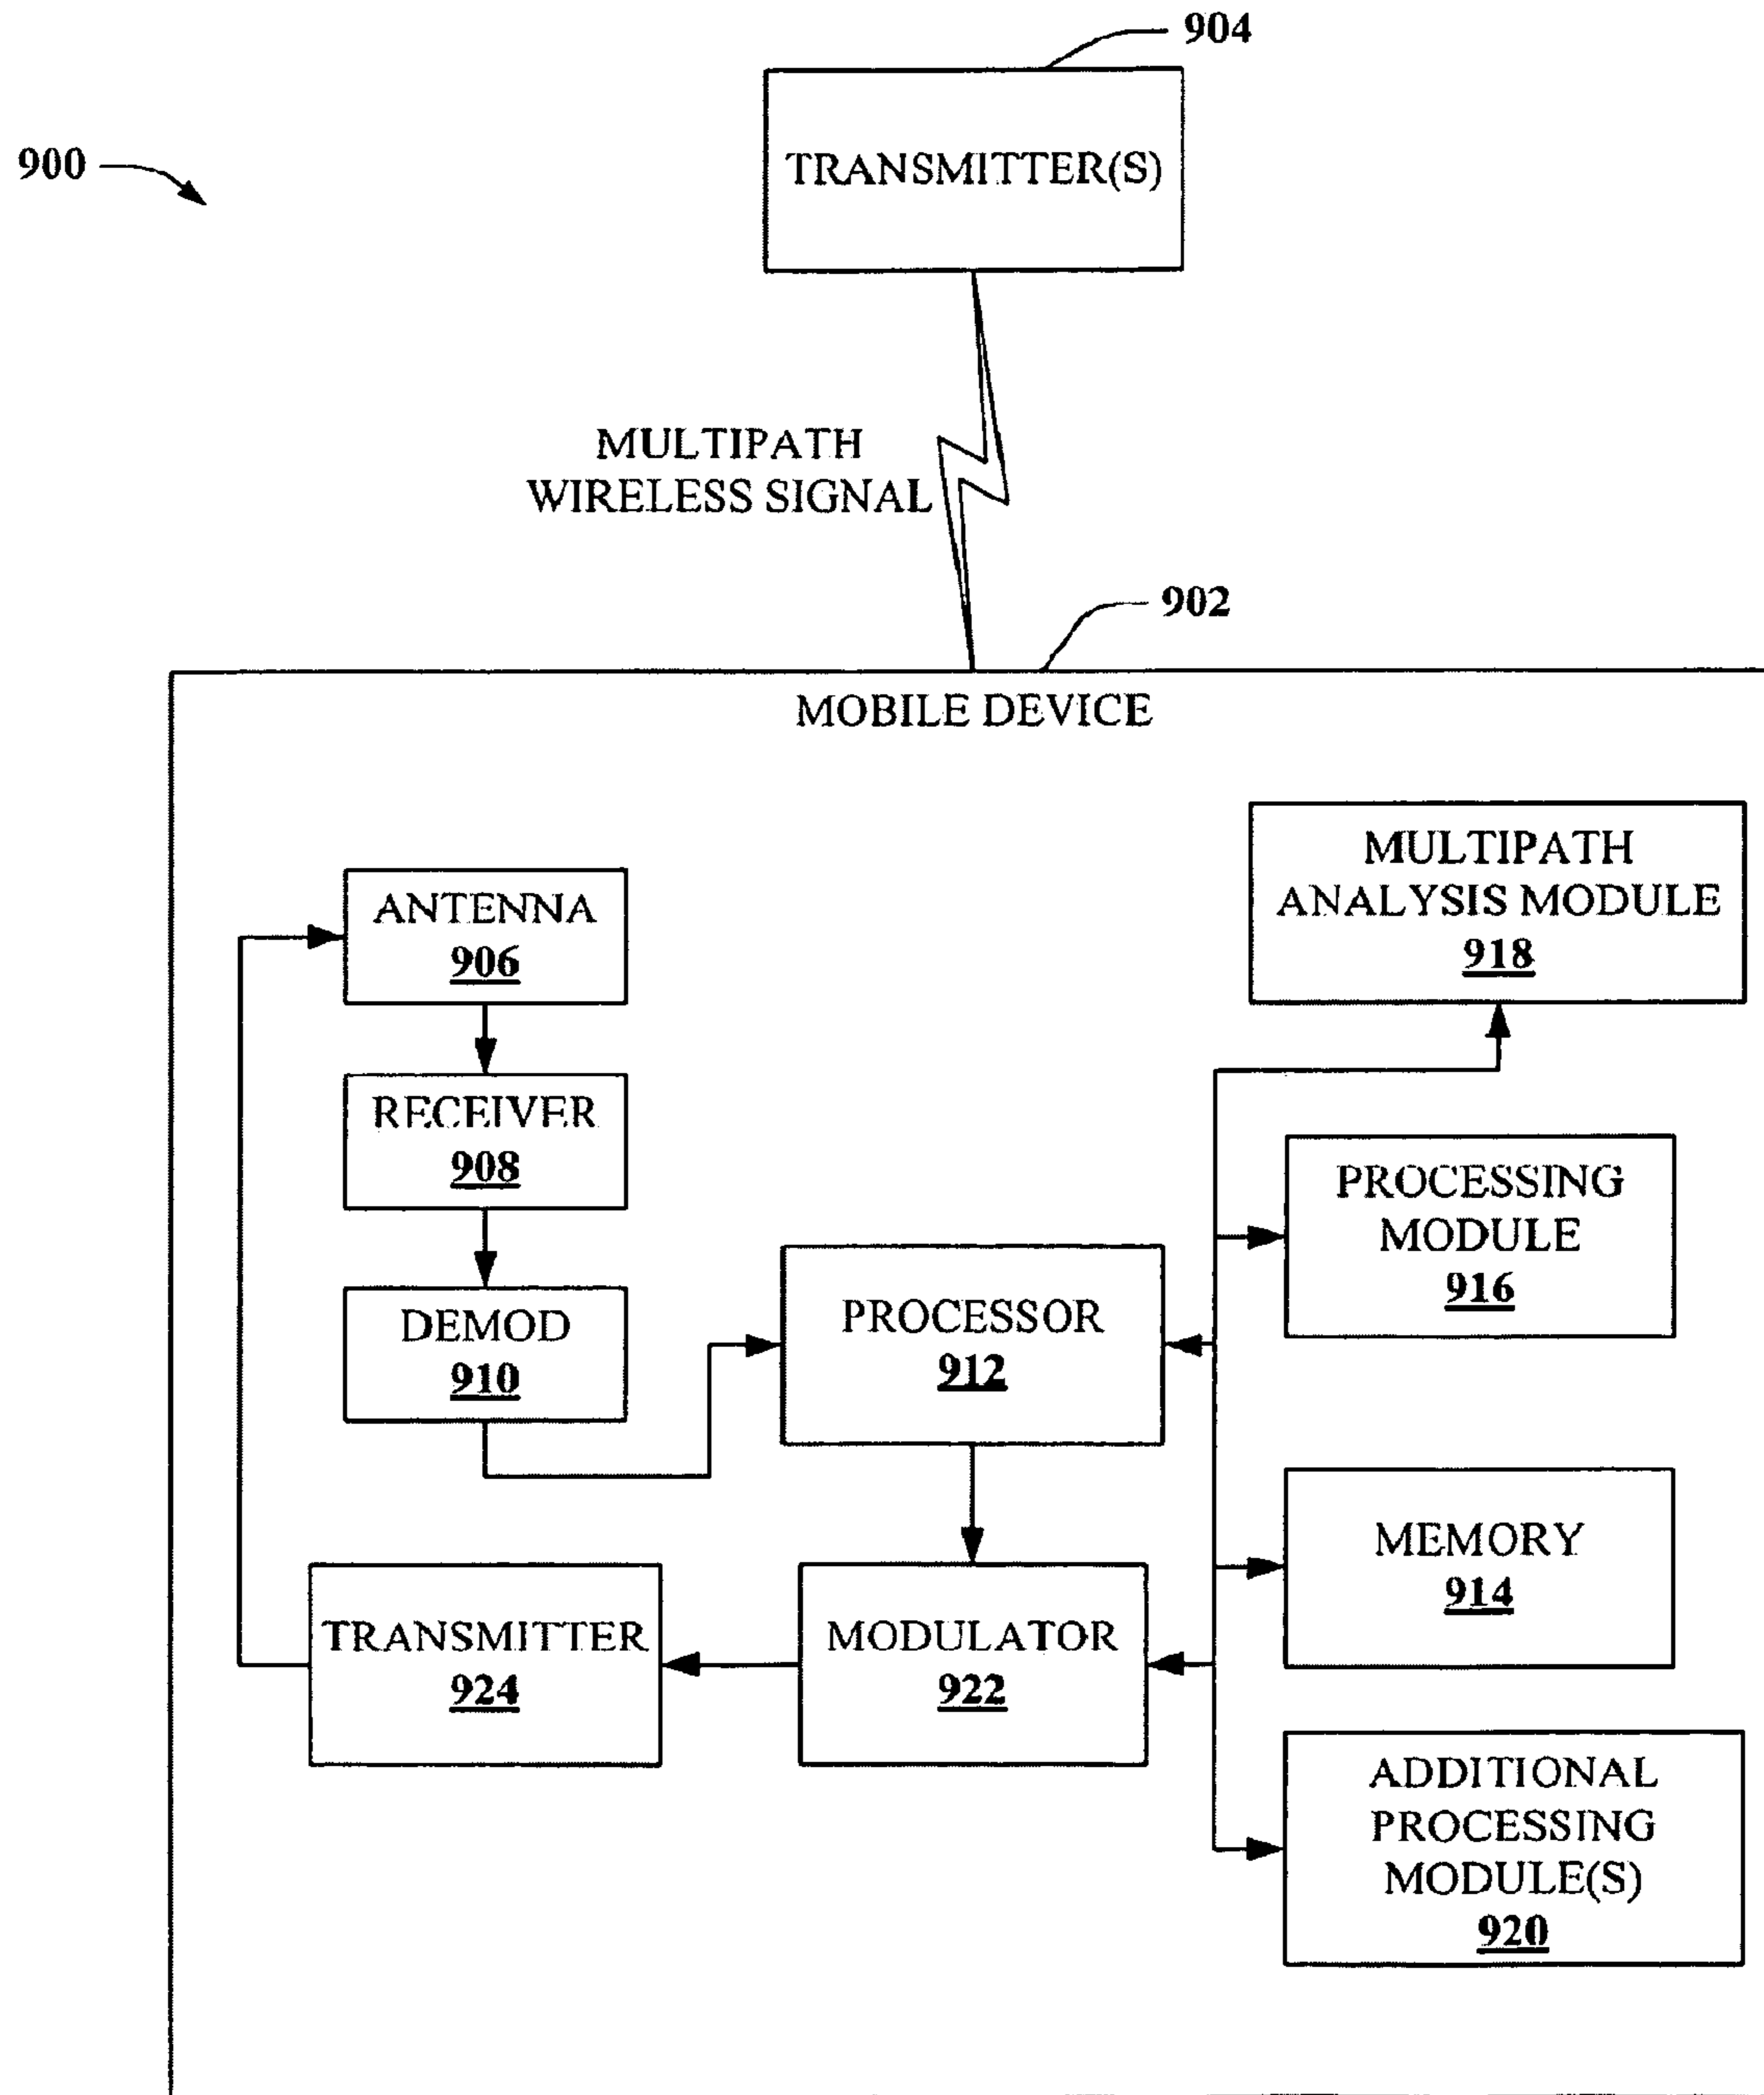 904
900
TRANSMITTER(S)
MULTIPATH
WIRELESS SIGNAL
902
MOBILE DEVICE
MULTIPATH
ANALYSIS MODULE
918
ANTENNA
906
RECEIVER
908
PROCESSING
MODULE
916
DEMOD
910
PROCESSOR
912
MEMORY
914
TRANSMITTER
924
MODULATOR
922
ADDITIONAL
PROCESSING
MODULE(S)
920